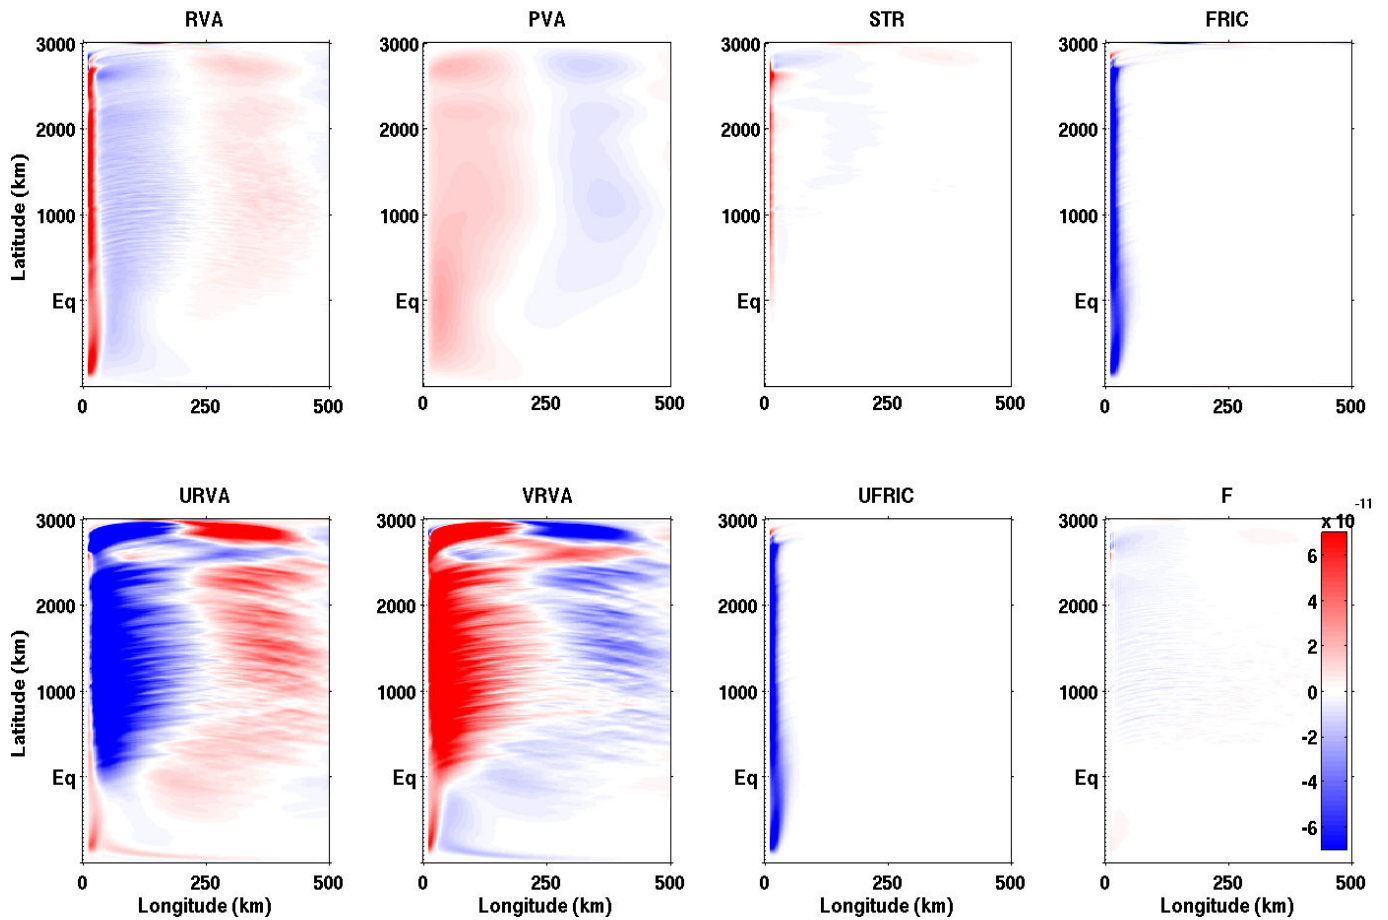 RVA PVA STR FRIC
3000 3000 3000 3000
2000 2000 2000 2000
Latitude (km)
1000 1000 1000 1000
Eq Eq Eq Eq
0 250 500 0 250 500 0 250 500 0 250 500
URVA VRVA UFRIC F
3000 3000 3000 3000
x 10 -11
6
2000 2000 2000 2000
4
Latitude (km)
2
1000 1000 1000 1000
0
-2
Eq Eq Eq Eq
-4
-6
0 250 500 0 250 500 0 250 500 0 250 500
Longitude (km) Longitude (km) Longitude (km) Longitude (km)